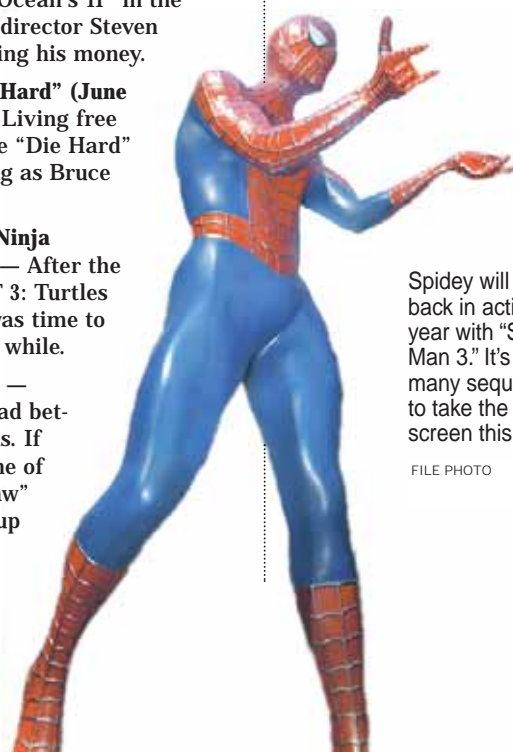 Ocean's 11" in the
director Steven
ing his money.
Hard" (June
Living free
e "Die Hard"
g as Bruce
Ninja
— After the
3: Turtles
was time to
while.
—
ad bet-
s. If
ne of
aw"
up
Spidey will
back in acti
year with "S
Man 3." It's
many sequ
to take the
screen this
FILE PHOTO